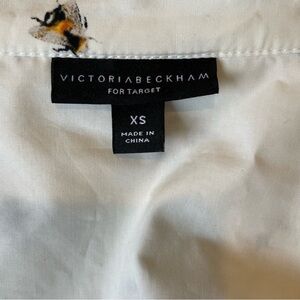 VICTORIABECKHAM
FOR TARGET
XS
MADE IN
CHINA